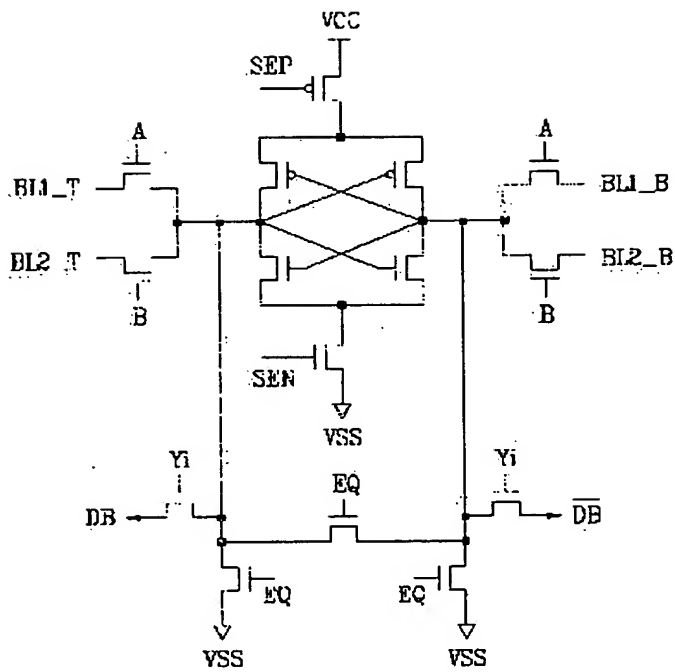 VCC
SEP
A
A
BL1_T
BL1_B
BL2_T
BL2_B
B
B
SEN
VSS
Yi
EQ
Yi
DB
DB
EQ
EQ
VSS
VSS